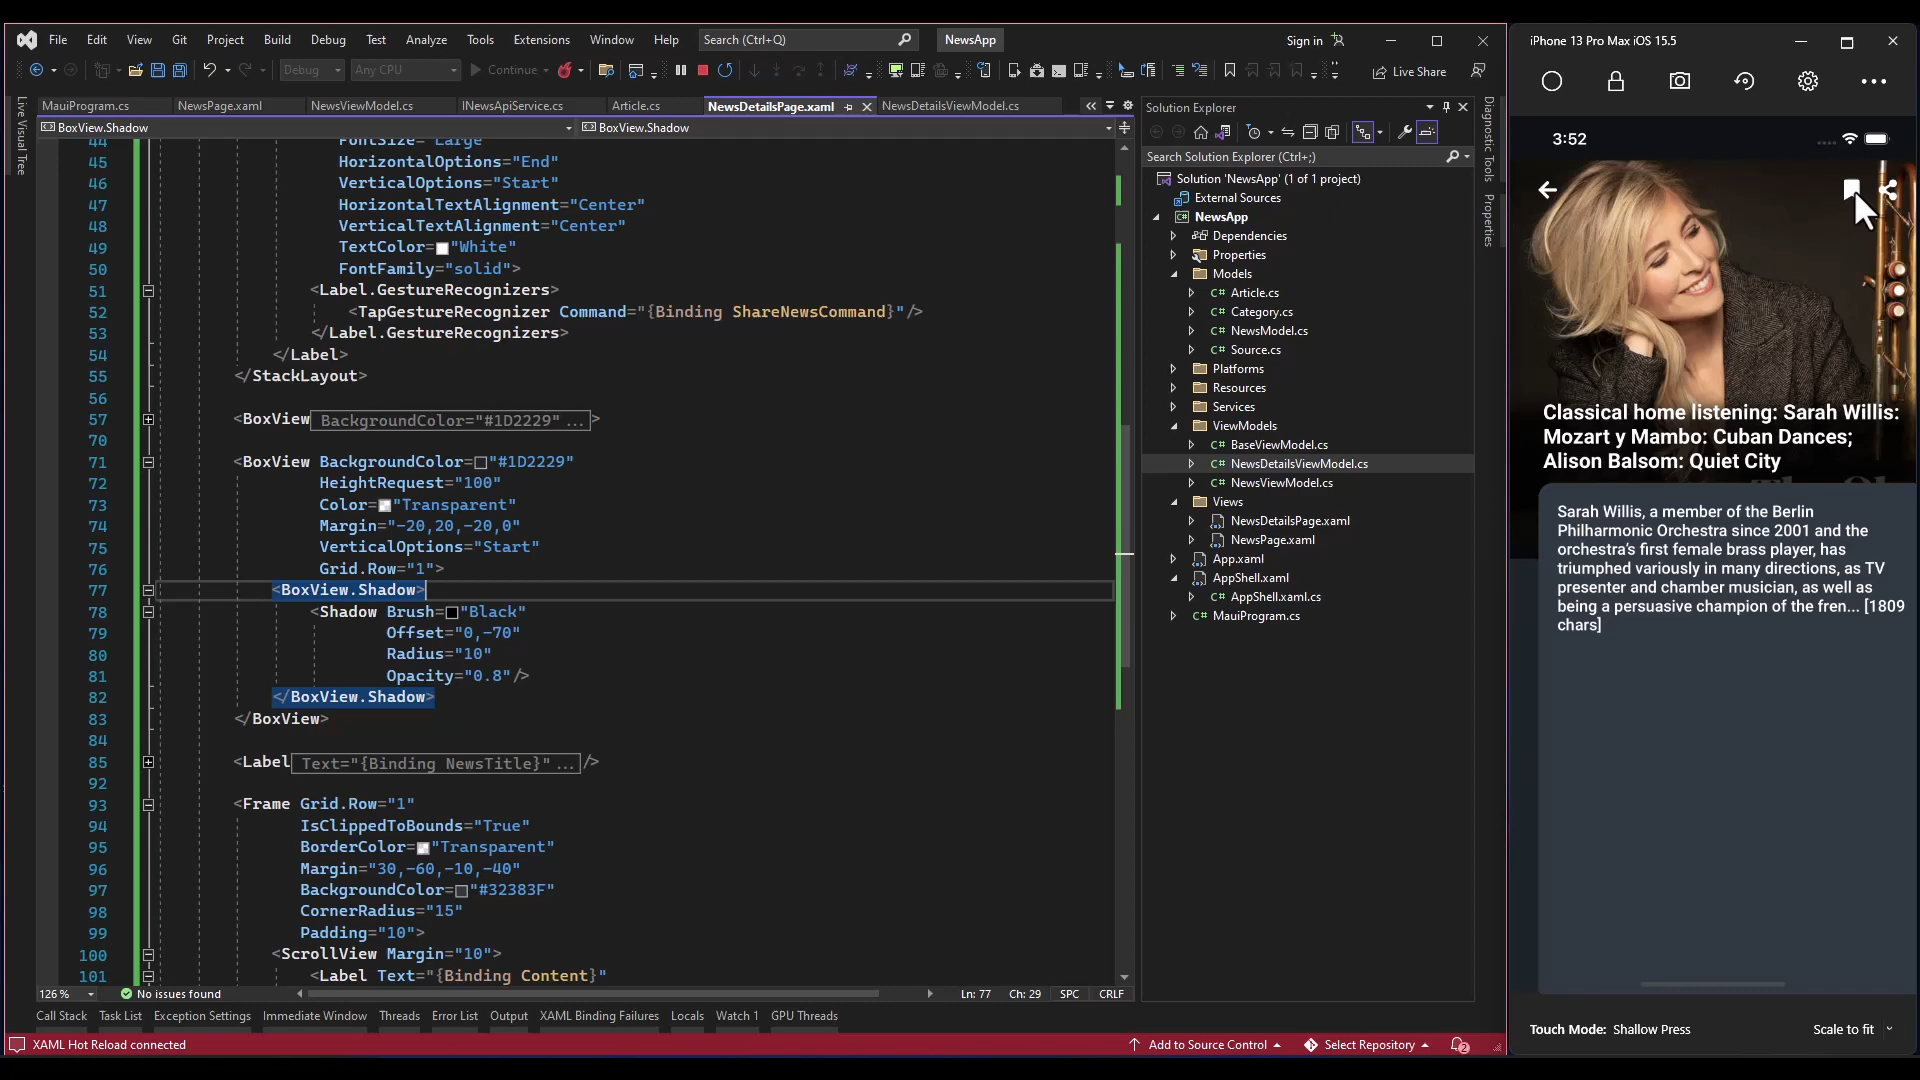 File Edit View Git Project Build Debug Test Analyze Tools Extensions Window Help Search (Ctrl+Q) NewsApp Sign in
Debug Any CPU Continue Live Share
MauiProgram.cs NewsPage.xaml NewsViewModel.cs INewsApiService.cs Article.cs NewsDetailsPage.xaml NewsDetailsViewModel.cs
BoxView.Shadow BoxView.Shadow
Live Visual Tree
44 FontSize="Large"
45 HorizontalOptions="End"
46 VerticalOptions="Start"
47 HorizontalTextAlignment="Center"
48 VerticalTextAlignment="Center"
49 TextColor="White"
50 FontFamily="solid">
51 <Label.GestureRecognizers>
52 <TapGestureRecognizer Command="{Binding ShareNewsCommand}"/>
53 </Label.GestureRecognizers>
54 </Label>
55 </StackLayout>
56
57 <BoxView BackgroundColor="#1D2229"...>
70
71 <BoxView BackgroundColor="#1D2229"
72 HeightRequest="100"
73 Color="Transparent"
74 Margin="-20,20,-20,0"
75 VerticalOptions="Start"
76 Grid.Row="1">
77 <BoxView.Shadow>
78 <Shadow Brush="Black"
79 Offset="0,-70"
80 Radius="10"
81 Opacity="0.8"/>
82 </BoxView.Shadow>
83 </BoxView>
84
85 <Label Text="{Binding NewsTitle}".../>
92
93 <Frame Grid.Row="1"
94 IsClippedToBounds="True"
95 BorderColor="Transparent"
96 Margin="30,-60,-10,-40"
97 BackgroundColor="#32383F"
98 CornerRadius="15"
99 Padding="10">
100 <ScrollView Margin="10">
101 <Label Text="{Binding Content}"
126 % No issues found Ln: 77 Ch: 29 SPC CRLF
Call Stack Task List Exception Settings Immediate Window Threads Error List Output XAML Binding Failures Locals Watch 1 GPU Threads
XAML Hot Reload connected Add to Source Control Select Repository 2
Solution Explorer
Search Solution Explorer (Ctrl+;)
Solution 'NewsApp' (1 of 1 project)
External Sources
NewsApp
Dependencies
Properties
Models
C# Article.cs
C# Category.cs
C# NewsModel.cs
C# Source.cs
Platforms
Resources
Services
ViewModels
C# BaseViewModel.cs
C# NewsDetailsViewModel.cs
C# NewsViewModel.cs
Views
NewsDetailsPage.xaml
NewsPage.xaml
App.xaml
AppShell.xaml
C# AppShell.xaml.cs
C# MauiProgram.cs
Diagnostic Tools
Properties
iPhone 13 Pro Max iOS 15.5
3:52
Classical home listening: Sarah Willis:
Mozart y Mambo: Cuban Dances;
Alison Balsom: Quiet City
Sarah Willis, a member of the Berlin
Philharmonic Orchestra since 2001 and the
orchestra's first female brass player, has
triumphed variously in many directions, as TV
presenter and chamber musician, as well as
being a persuasive champion of the fren... [1809
chars]
Touch Mode: Shallow Press Scale to fit